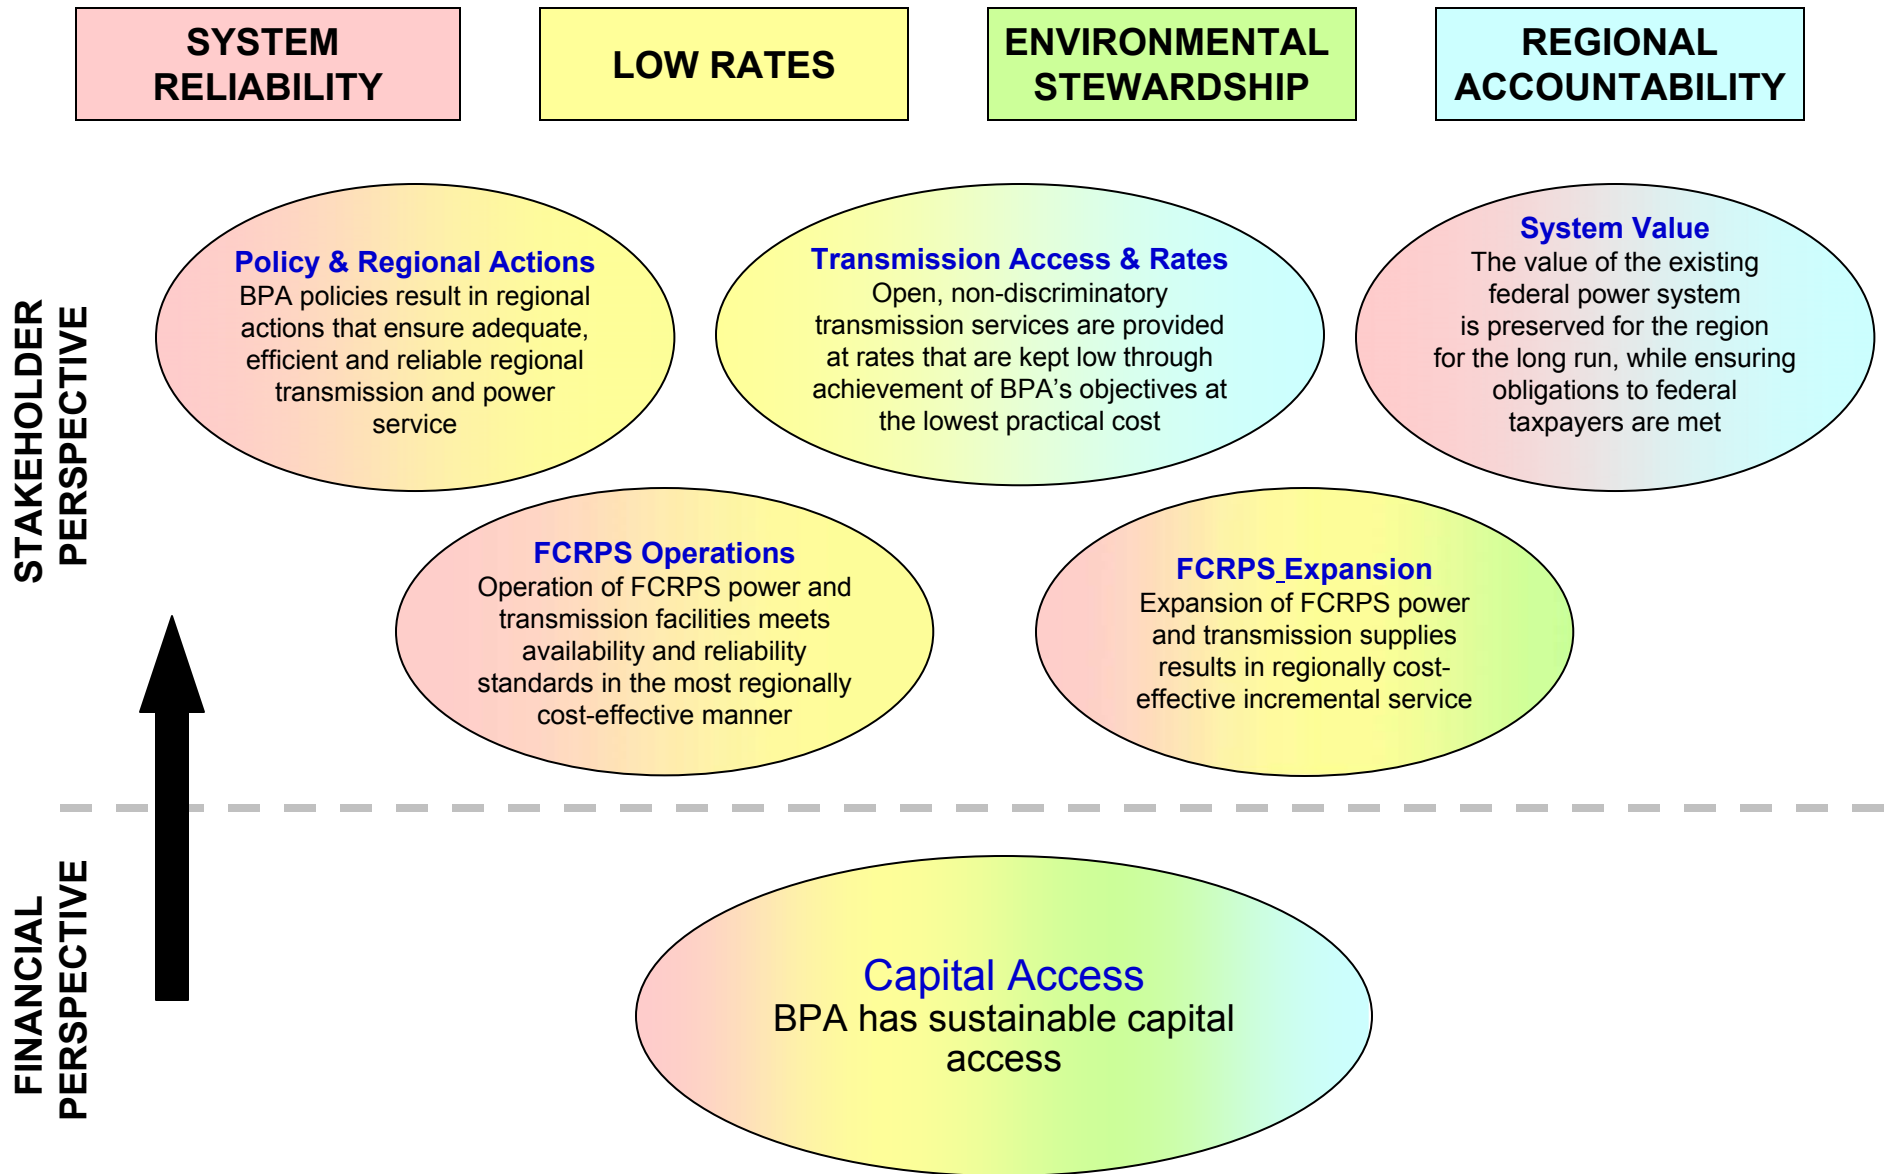 SYSTEM
RELIABILITY
LOW RATES
ENVIRONMENTAL
STEWARDSHIP
REGIONAL
ACCOUNTABILITY
STAKEHOLDER
PERSPECTIVE
Policy & Regional Actions
BPA policies result in regional
actions that ensure adequate,
efficient and reliable regional
transmission and power
service
Transmission Access & Rates
Open, non-discriminatory
transmission services are provided
at rates that are kept low through
achievement of BPA’s objectives at
the lowest practical cost
System Value
The value of the existing
federal power system
is preserved for the region
for the long run, while ensuring
obligations to federal
taxpayers are met
FCRPS Operations
Operation of FCRPS power and
transmission facilities meets
availability and reliability
standards in the most regionally
cost-effective manner
FCRPS Expansion
Expansion of FCRPS power
and transmission supplies
results in regionally cost-
effective incremental service
FINANCIAL
PERSPECTIVE
Capital Access
BPA has sustainable capital
access